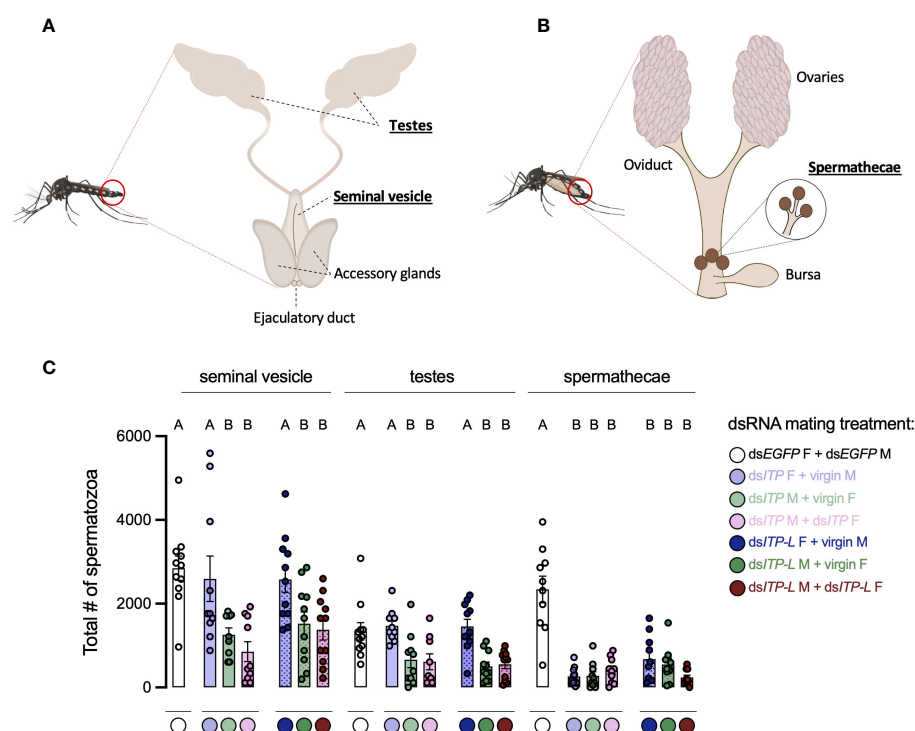 A
B
Testes
Seminal vesicle
Accessory glands
Ejaculatory duct
Ovaries
Oviduct
Spermathecae
Bursa
C
seminal vesicle testes spermathecae
A A B B A B B A A B B A B B A B B B B B B
Total # of spermatozoa
6000
4000
2000
0
dsRNA mating treatment:
dsEGFP F + dsEGFP M
dsITP F + virgin M
dsITP M + virgin F
dsITP M + dsITP F
dsITP-L F + virgin M
dsITP-L M + virgin F
dsITP-L M + dsITP-L F